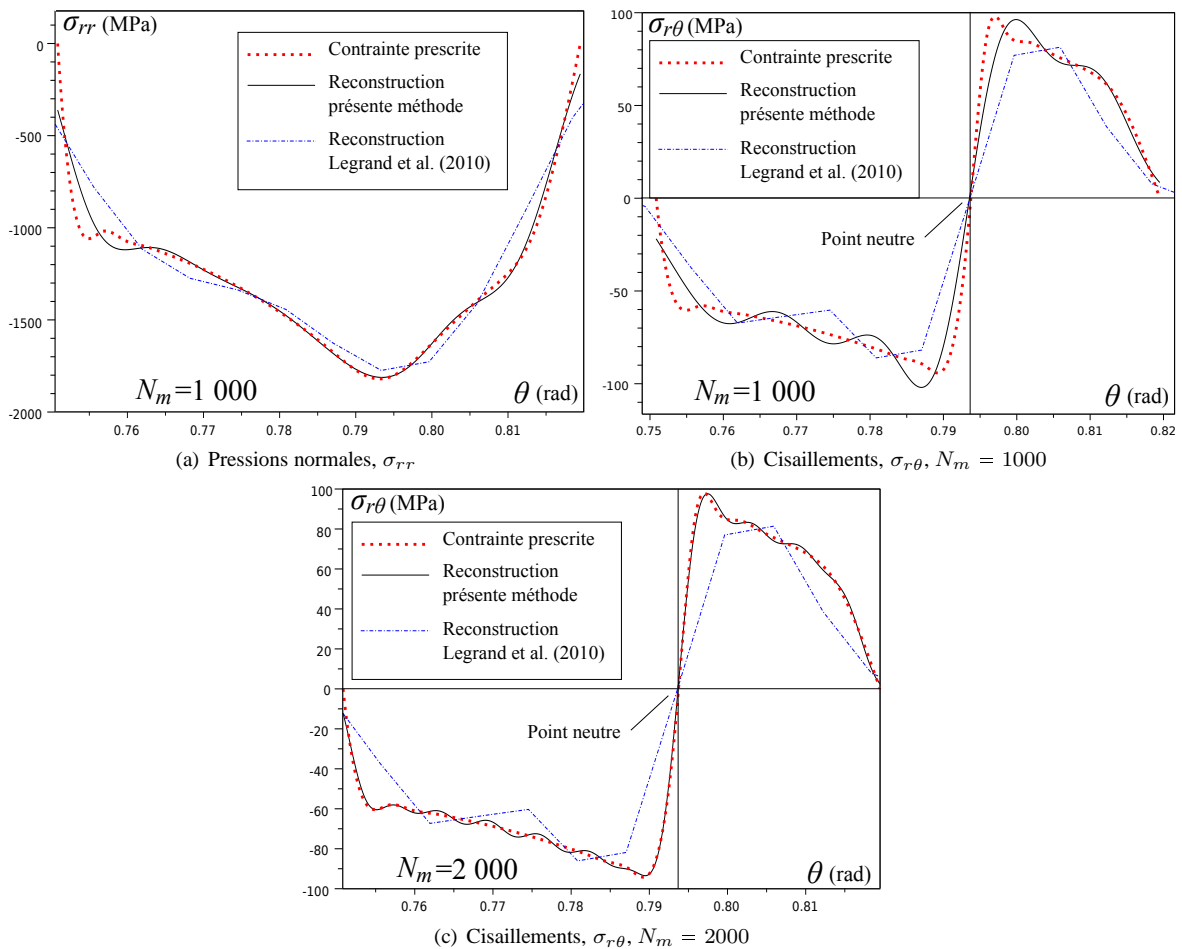 σrr (MPa)
Contrainte prescrite
Reconstruction
présente méthode
Reconstruction
Legrand et al. (2010)
0
-500
-1000
-1500
-2000
Nm=1 000
θ (rad)
0.76 0.77 0.78 0.79 0.80 0.81
(a) Pressions normales, σrr
100
σrθ (MPa)
Contrainte prescrite
Reconstruction
présente méthode
Reconstruction
Legrand et al. (2010)
50
0
Point neutre
-50
-100
Nm=1 000
θ (rad)
0.75 0.76 0.77 0.78 0.79 0.80 0.81 0.82
(b) Cisaillements, σrθ, Nm = 1000
100
σrθ (MPa)
Contrainte prescrite
Reconstruction
présente méthode
Reconstruction
Legrand et al. (2010)
80
60
40
20
0
Point neutre
-20
-40
-60
-80
-100
Nm=2 000
θ (rad)
0.76 0.77 0.78 0.79 0.80 0.81
(c) Cisaillements, σrθ, Nm = 2000